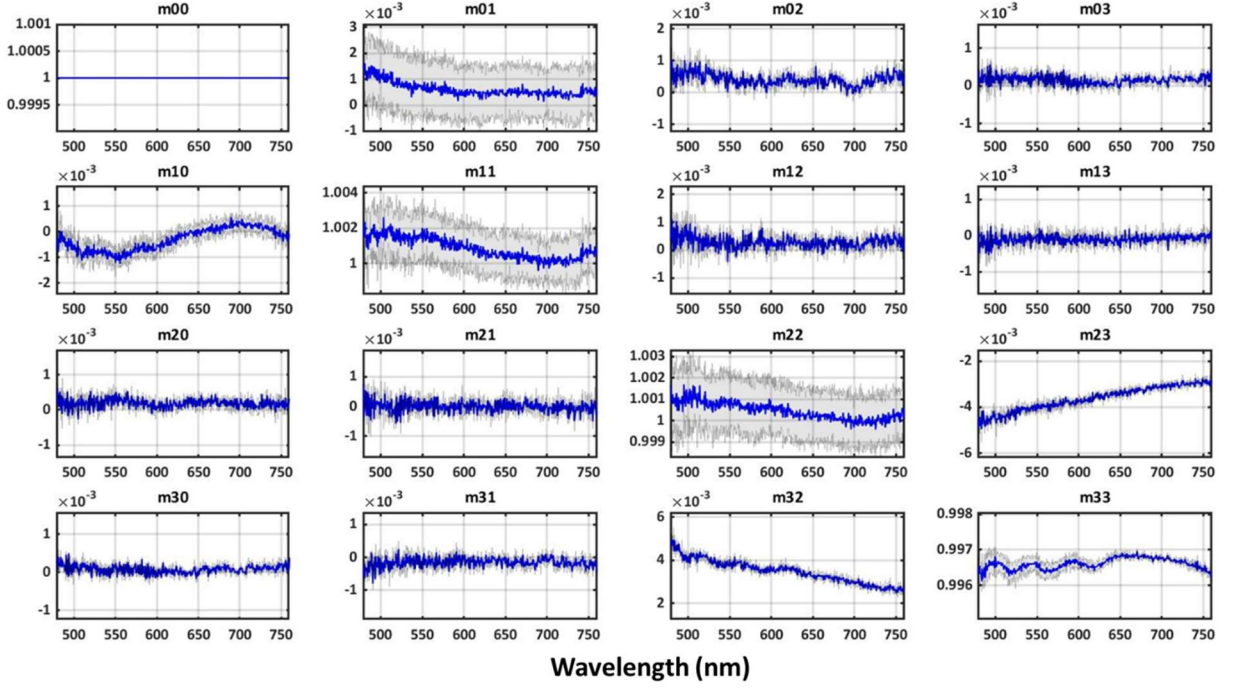 m00 m01 m02 m03
1.001 ×10⁻³ ×10⁻³ ×10⁻³
1.0005 3 2 1
1 2 1 0
0.9995 1 0 -1
0 -1
-1
500 550 600 650 700 750 500 550 600 650 700 750 500 550 600 650 700 750 500 550 600 650 700 750
m10 m11 m12 m13
×10⁻³ ×10⁻³ ×10⁻³
1 1.004 2 1
0 1.002 1 0
-1 1 0 -1
-2 -1
500 550 600 650 700 750 500 550 600 650 700 750 500 550 600 650 700 750 500 550 600 650 700 750
m20 m21 m22 m23
×10⁻³ ×10⁻³ ×10⁻³
1 1 1.003 -2
0 0 1.002 -4
-1 -1 1.001 -6
1
0.999
500 550 600 650 700 750 500 550 600 650 700 750 500 550 600 650 700 750 500 550 600 650 700 750
m30 m31 m32 m33
×10⁻³ ×10⁻³ ×10⁻³
1 1 6 0.998
0 0 4 0.997
-1 -1 2 0.996
500 550 600 650 700 750 500 550 600 650 700 750 500 550 600 650 700 750 500 550 600 650 700 750
Wavelength (nm)